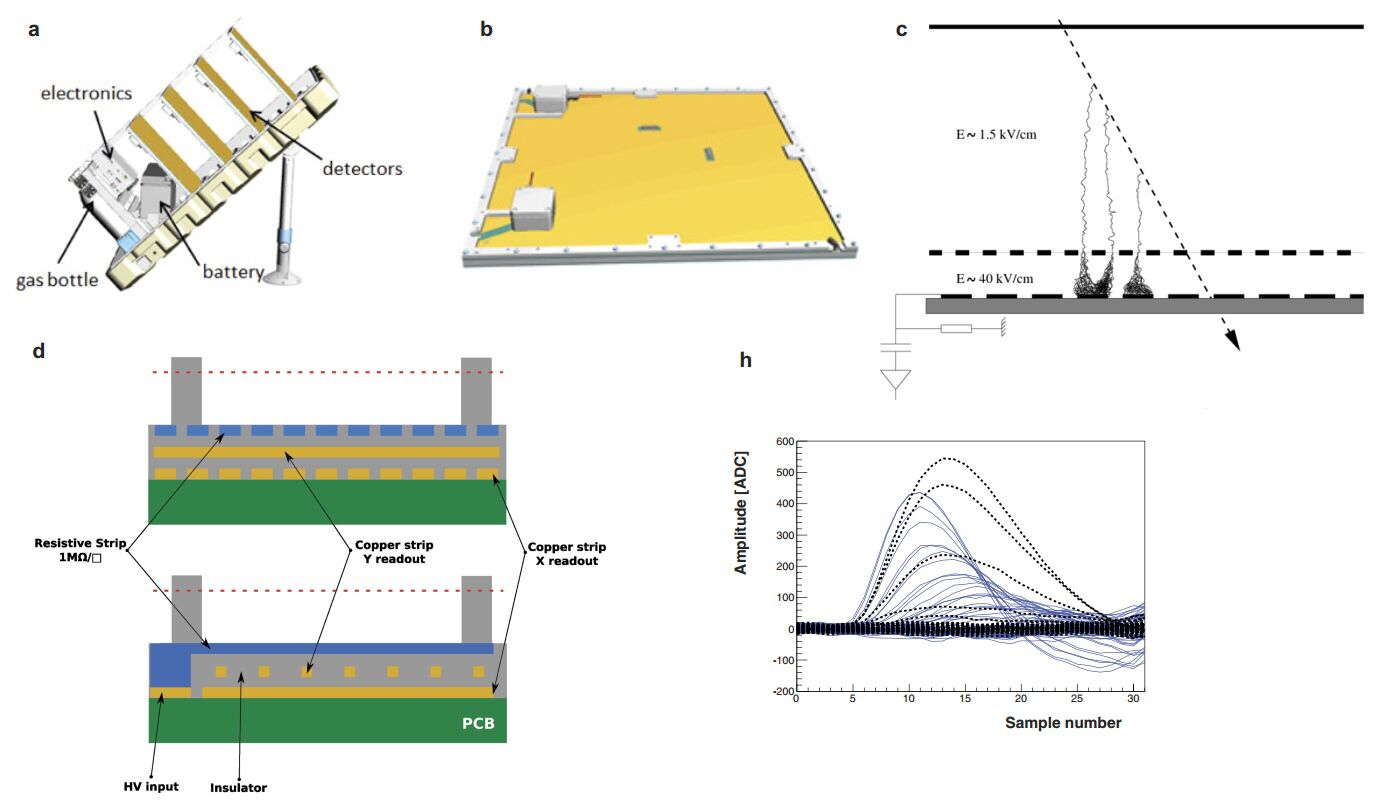 a
electronics
detectors
gas bottle
battery
b
c
E ~ 1.5 kV/cm
E ~ 40 kV/cm
d
Resistive Strip
1MΩ/□
Copper strip
Y readout
Copper strip
X readout
PCB
HV input
Insulator
h
Amplitude [ADC]
600
500
400
300
200
100
0
-100
-200
0 5 10 15 20 25 30
Sample number